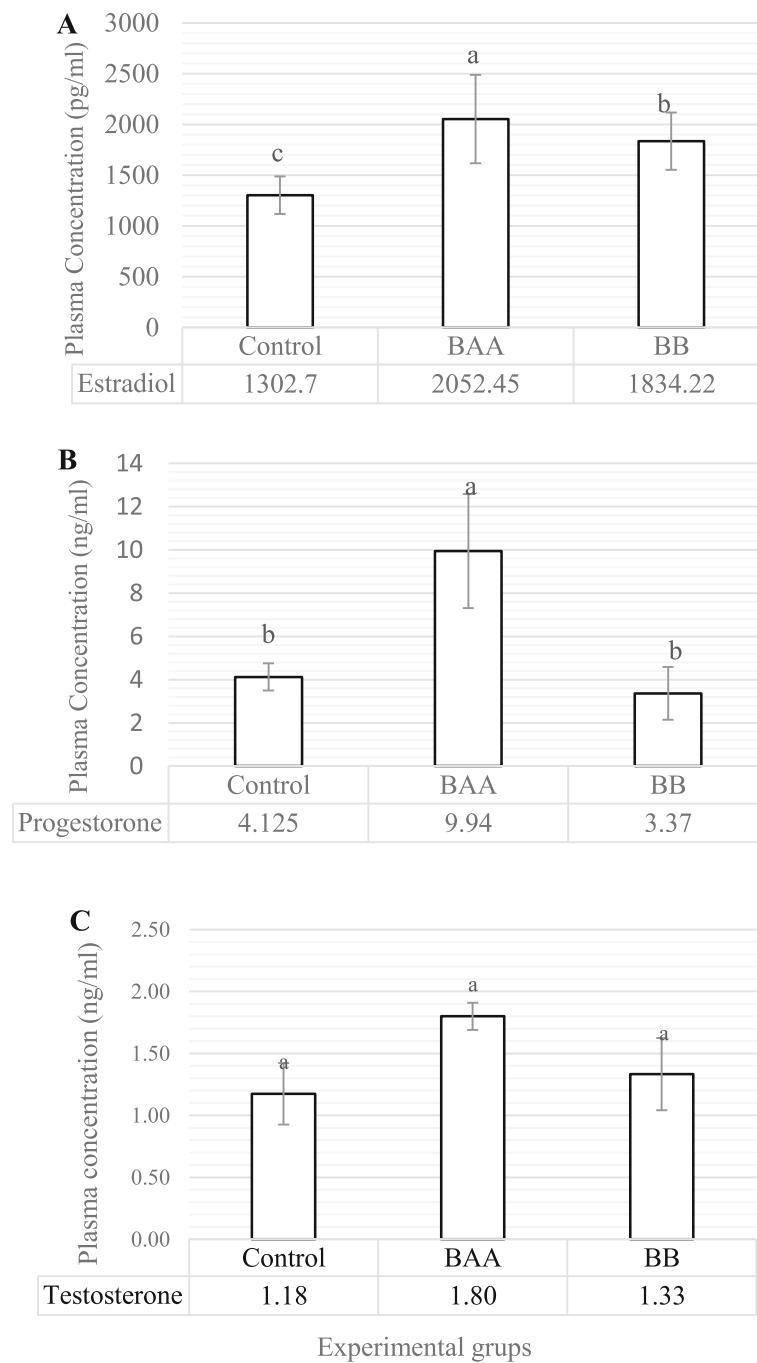 A
Plasma Concentration (pg/ml)
3000
2500
2000
1500
1000
500
0
a
b
c
Control BAA BB
Estradiol 1302.7 2052.45 1834.22
B
Plasma Concentration (ng/ml)
14
12
10
8
6
4
2
0
a
b
b
Control BAA BB
Progestorone 4.125 9.94 3.37
C
Plasma concentration (ng/ml)
2.50
2.00
1.50
1.00
0.50
0.00
a
a
a
Control BAA BB
Testosterone 1.18 1.80 1.33
Experimental grups